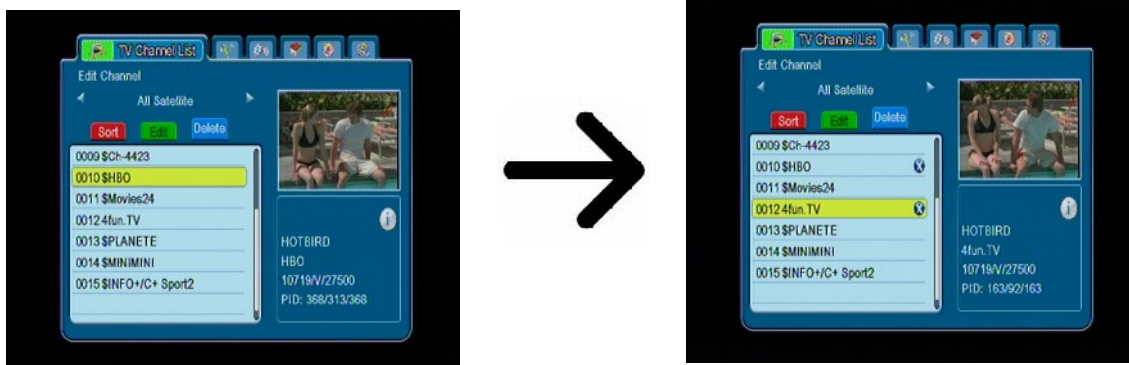 TV Channel List
Edit Channel
All Satellite
Sort Edit Delete
0009 $Ch-4423
0010 $HBO
0011 $Movies24
0012 4fun.TV
0013 $PLANETE
0014 $MINIMINI
0015 $INFO+/C+ Sport2
HOTBIRD
HBO
10719/V/27500
PID: 368/313/368
TV Channel List
Edit Channel
All Satellite
Sort Edit Delete
0009 $Ch-4423
0010 $HBO
0011 $Movies24
0012 4fun.TV
0013 $PLANETE
0014 $MINIMINI
0015 $INFO+/C+ Sport2
HOTBIRD
4fun.TV
10719/V/27500
PID: 163/92/163